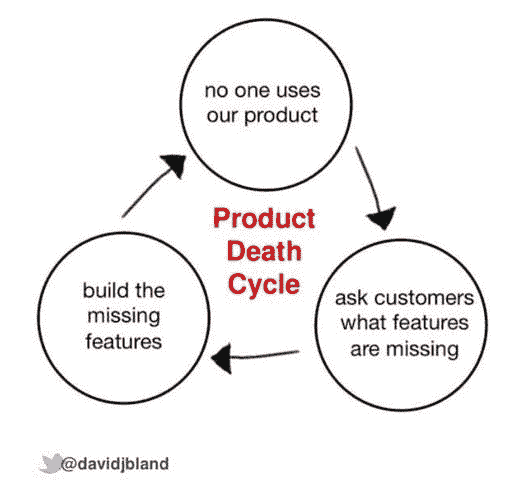 no one uses
our product
Product
Death
Cycle
ask customers
what features
are missing
build the
missing
features
@davidjbland